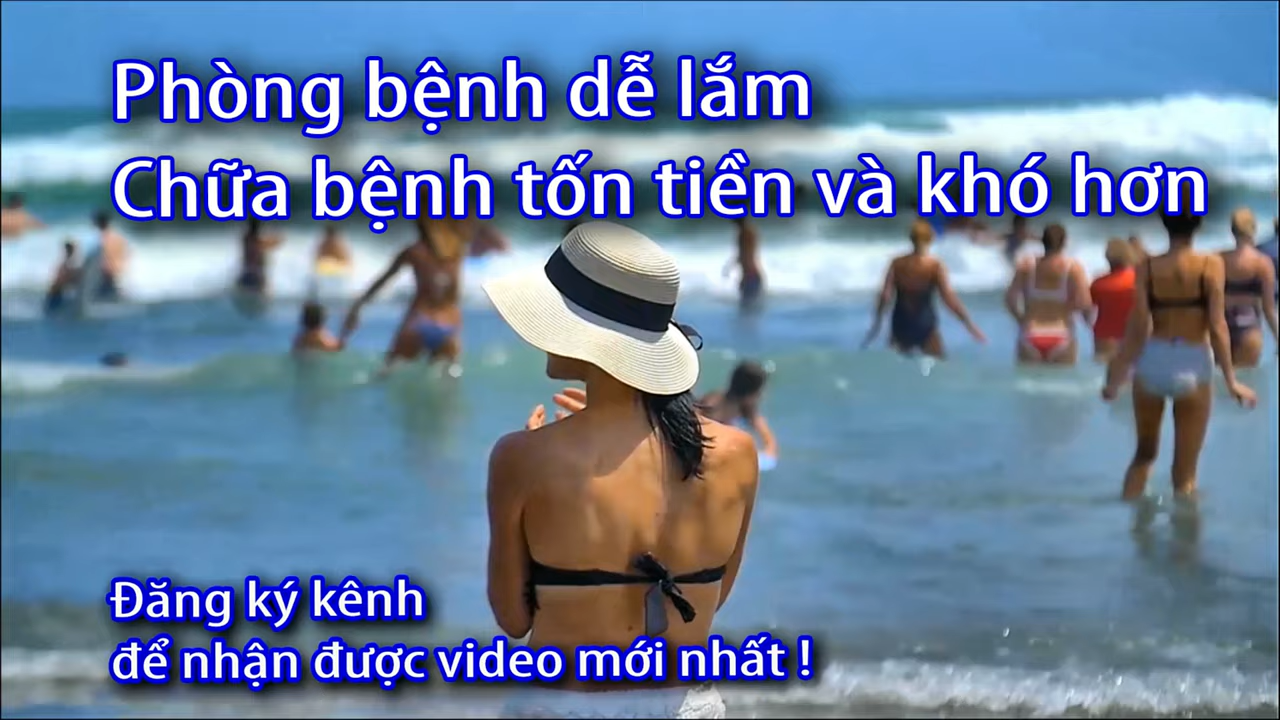 Phòng bệnh dễ lắm
Chữa bệnh tốn tiền và khó hơn
Đăng ký kênh
để nhận được video mới nhất !